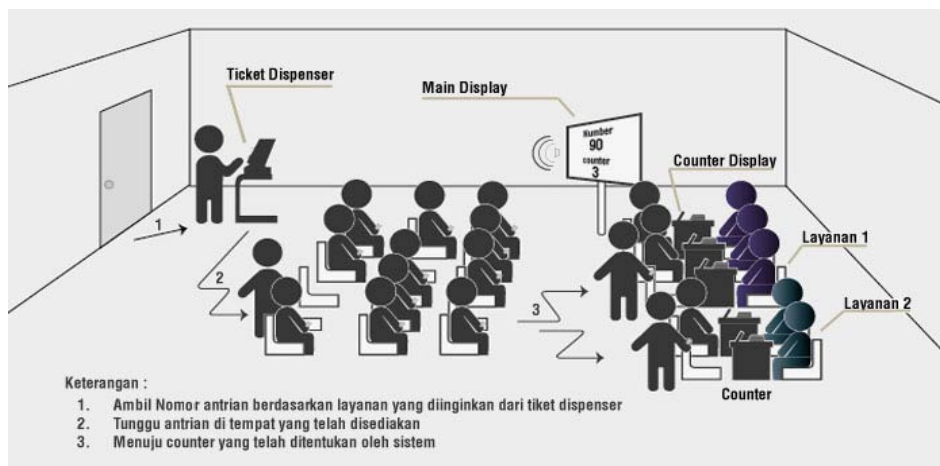 Ticket Dispenser
Main Display
Number
90
counter
3
Counter Display
1
Layanan 1
2
3
Layanan 2
Counter
Keterangan :
1. Ambil Nomor antrian berdasarkan layanan yang diinginkan dari tiket dispenser
2. Tunggu antrian di tempat yang telah disediakan
3. Menuju counter yang telah ditentukan oleh sistem